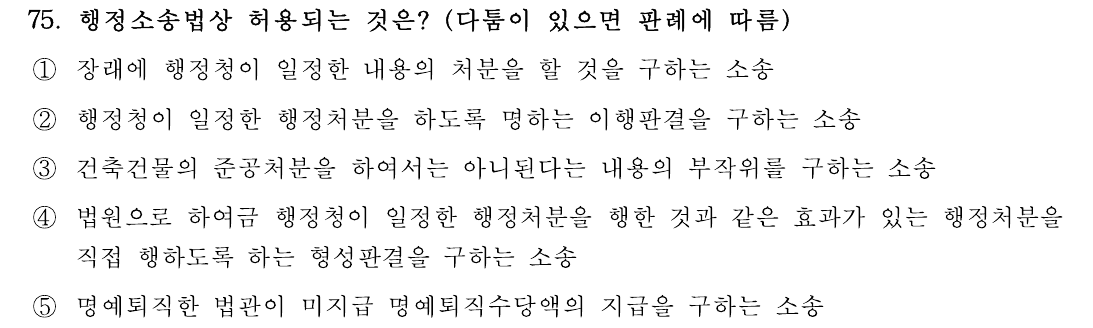 75. 행정소송법상 허용되는 것은? (다툼이 있으면 판례에 따름)
① 장래에 행정청이 일정한 내용의 처분을 할 것을 구하는 소송
② 행정청이 일정한 행정처분을 하도록 명하는 이행판결을 구하는 소송
③ 건축건물의 준공처분을 하여서는 아니된다는 내용의 부작위를 구하는 소송
④ 법원으로 하여금 행정청이 일정한 행정처분을 행한 것과 같은 효과가 있는 행정처분을
직접 행하도록 하는 형성판결을 구하는 소송
⑤ 명예퇴직한 법관이 미지급 명예퇴직수당액의 지급을 구하는 소송